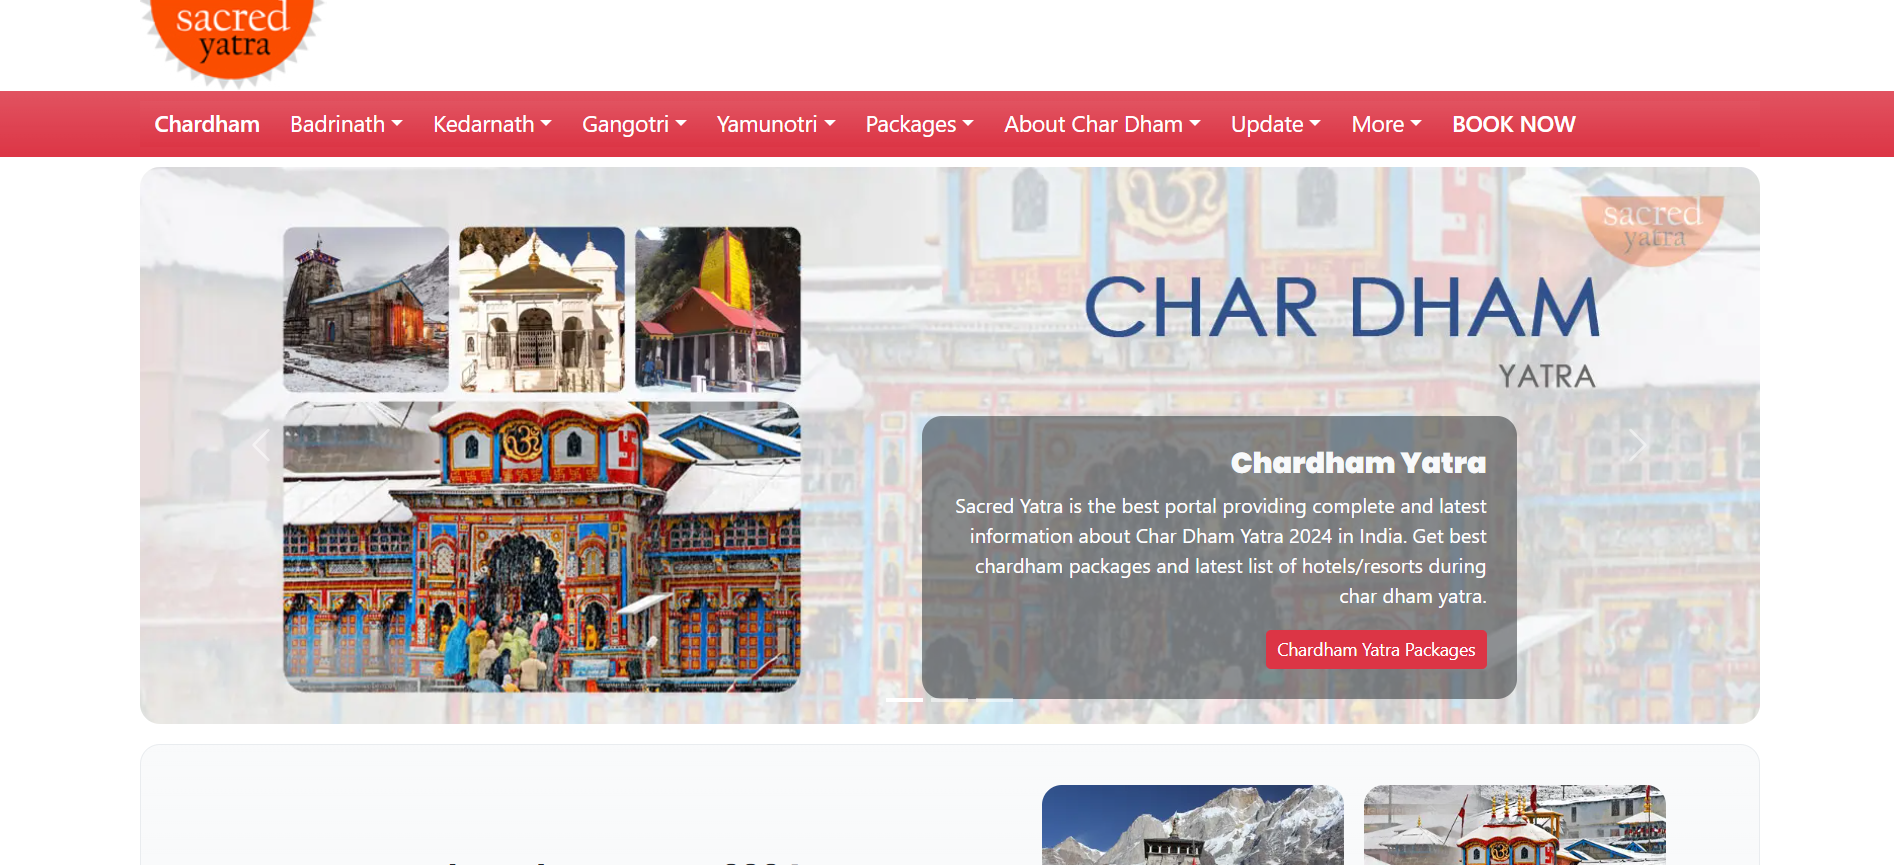 sacred
yatra
Chardham Badrinath Kedarnath Gangotri Yamunotri Packages About Char Dham Update More BOOK NOW
sacred
yatra
CHAR DHAM
YATRA
Chardham Yatra
Sacred Yatra is the best portal providing complete and latest
information about Char Dham Yatra 2024 in India. Get best
chardham packages and latest list of hotels/resorts during
char dham yatra.
Chardham Yatra Packages